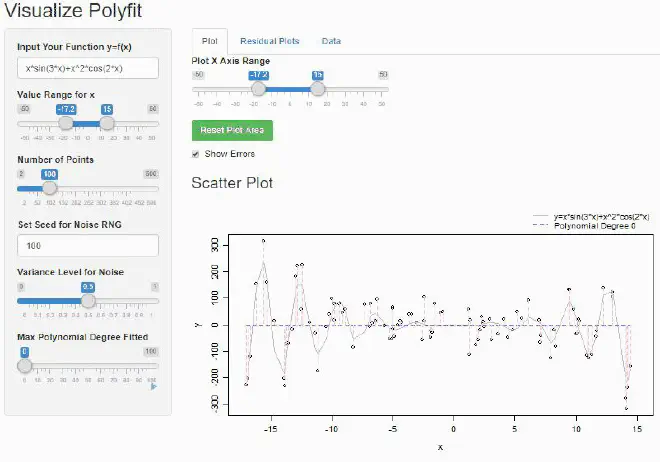 Visualize Polyfit
Input Your Function y=f(x)
x*sin(3*x)+x^2*cos(2*x)
Value Range for x
-50 -17.2 15 50
-50 -40 -30 -20 -10 0 10 20 30 40 50
Number of Points
2 100 500
2 52 102 152 202 252 302 352 402 452 500
Set Seed for Noise RNG
100
Variance Level for Noise
0 0.5 1
0 0.1 0.2 0.3 0.4 0.5 0.6 0.7 0.8 0.9 1
Max Polynomial Degree Fitted
0 100
0 10 20 30 40 50 60 70 80 90 100
Plot Residual Plots Data
Plot X Axis Range
-50 -17.2 15 50
-50 -40 -30 -20 -10 0 10 20 30 40 50
Reset Plot Area
Show Errors
Scatter Plot
y=x*sin(3*x)+x^2*cos(2*x)
Polynomial Degree 0
300
200
100
0
-100
-200
-300
Y
-15 -10 -5 0 5 10 15
x